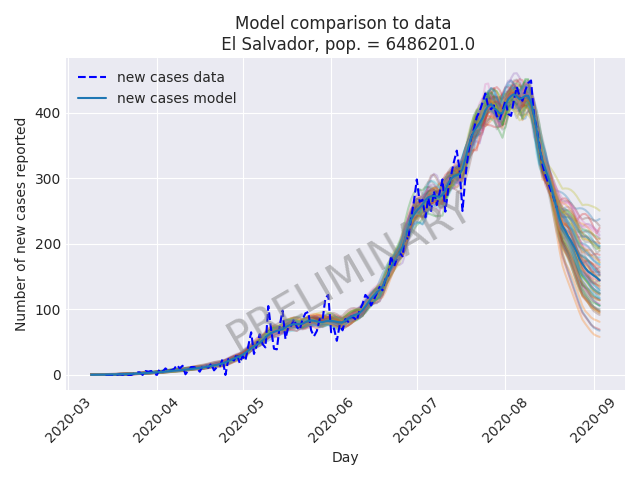 Model comparison to data
El Salvador, pop. = 6486201.0
new cases data
new cases model
Number of new cases reported
400
300
200
100
0
PRELIMINARY
2020-03
2020-04
2020-05
2020-06
2020-07
2020-08
2020-09
Day